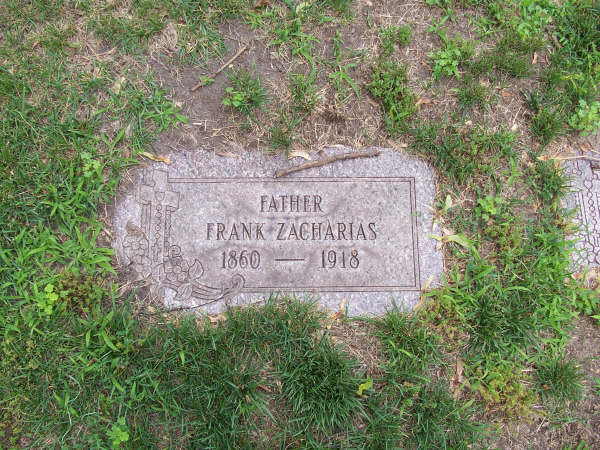 FATHER
FRANK ZACHARIAS
1860 — 1918